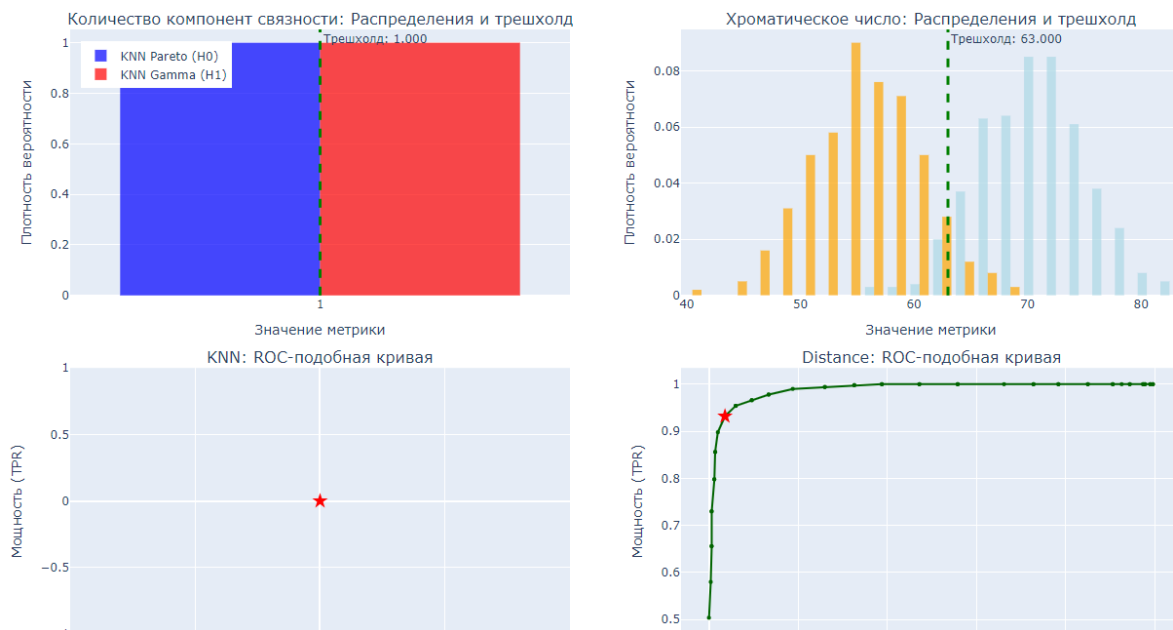 Количество компонент связности: Распределения и трешхолд
Трешхолд: 1.000
KNN Pareto (H0)
KNN Gamma (H1)
1
0.8
0.6
0.4
0.2
0
Плотность вероятности
1
Значение метрики
Хроматическое число: Распределения и трешхолд
Трешхолд: 63.000
0.08
0.06
0.04
0.02
0
Плотность вероятности
40
50
60
70
80
Значение метрики
KNN: ROC-подобная кривая
1
0.5
0
−0.5
Мощность (TPR)
Distance: ROC-подобная кривая
1
0.9
0.8
0.7
0.6
0.5
Мощность (TPR)